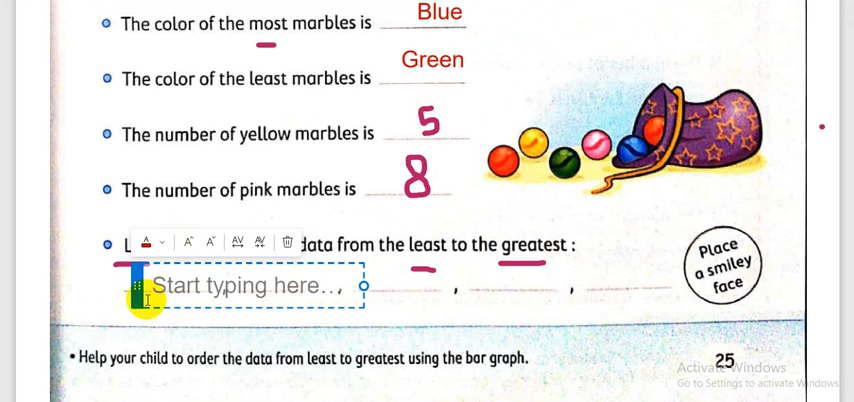 The color of the most marbles is Blue
The color of the least marbles is Green
The number of yellow marbles is 5
The number of pink marbles is 8
L data from the least to the greatest :
Start typing here... , , ,
Place
a smiley
face
• Help your child to order the data from least to greatest using the bar graph.
25
Activate Windows
Go to Settings to activate Windows.